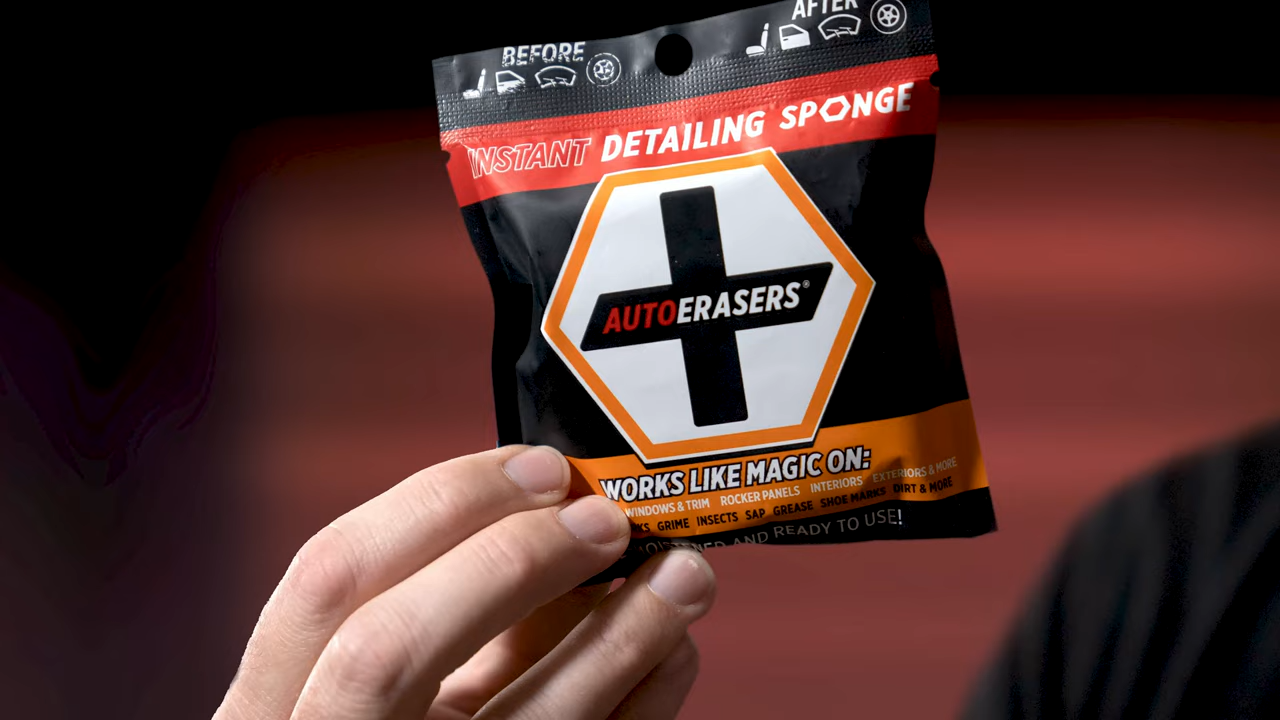 BEFORE
AFTER
INSTANT DETAILING SPONGE
AUTOERASERS®
WORKS LIKE MAGIC ON:
WINDOWS & TRIM ROCKER PANELS INTERIORS EXTERIORS & MORE
GRIME INSECTS SAP GREASE SHOE MARKS DIRT & MORE
AND READY TO USE!